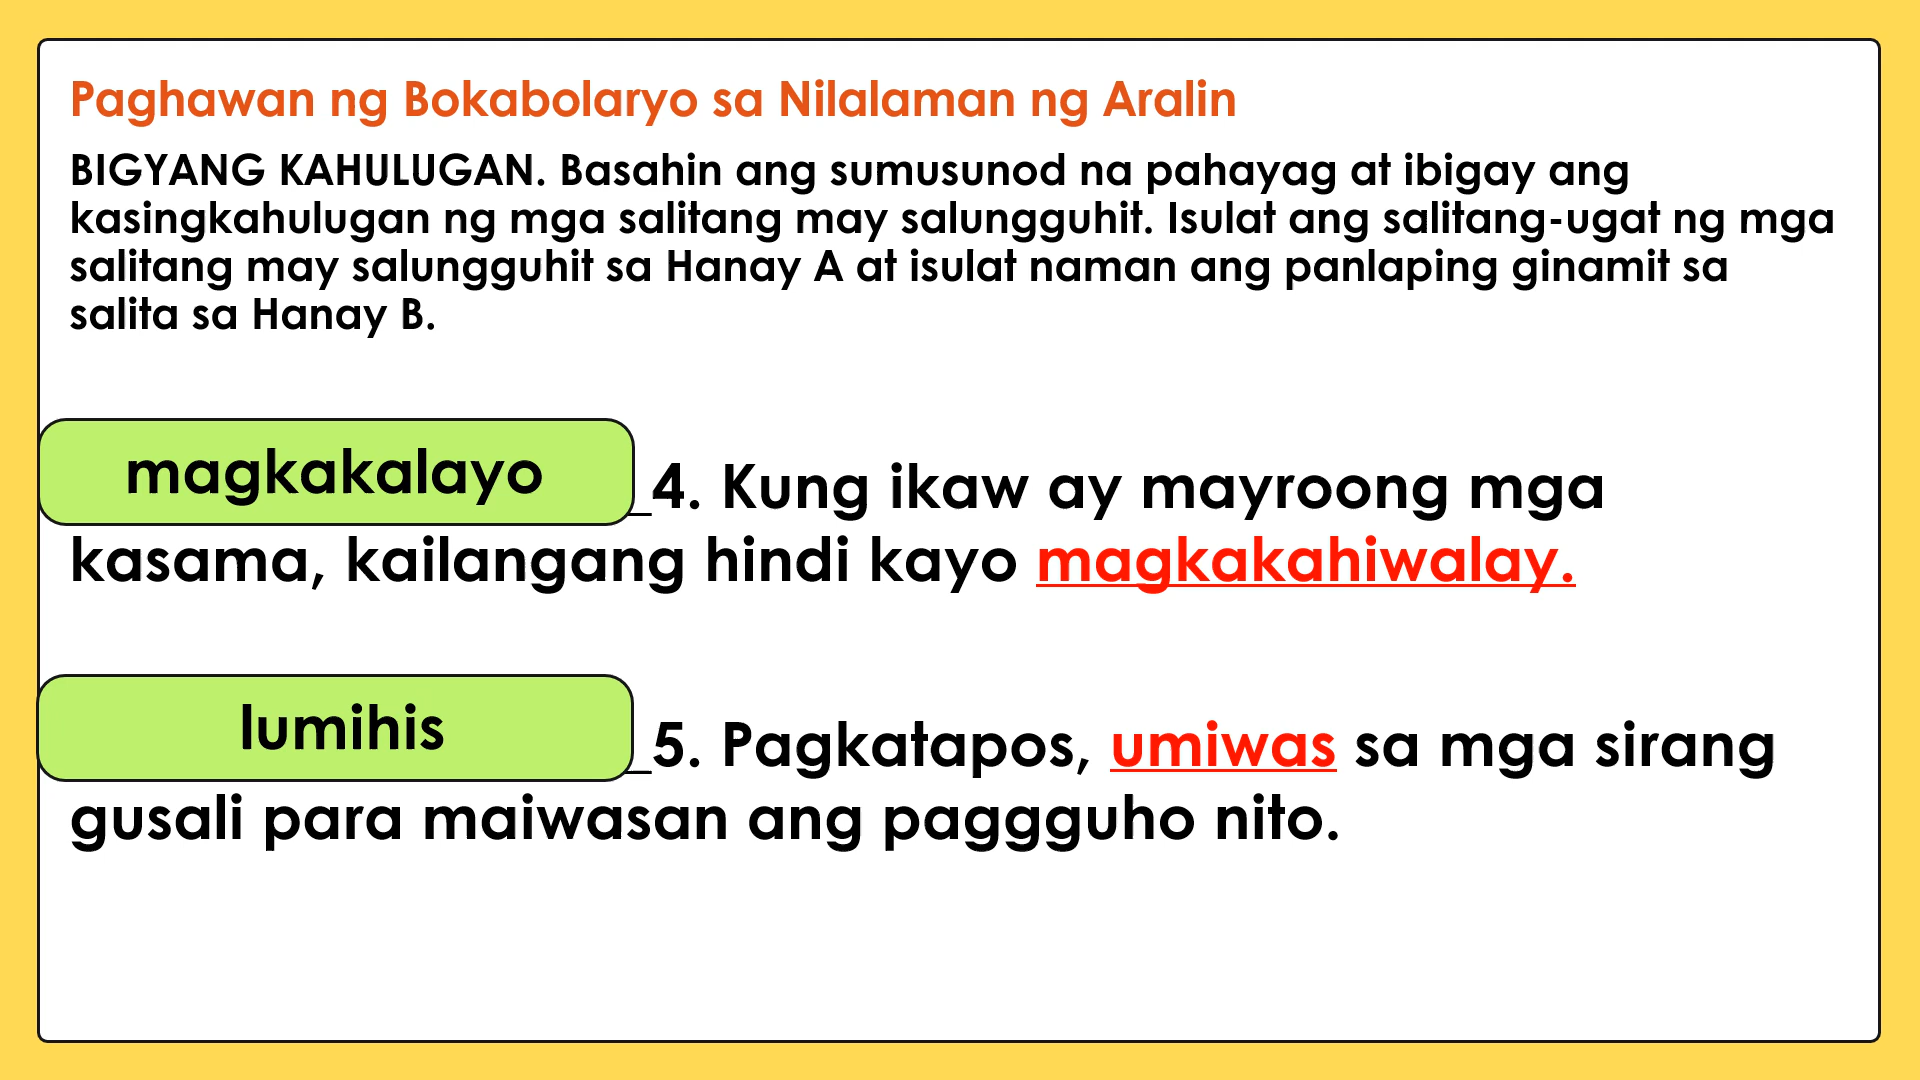 Paghawan ng Bokabolaryo sa Nilalaman ng Aralin
BIGYANG KAHULUGAN. Basahin ang sumusunod na pahayag at ibigay ang
kasingkahulugan ng mga salitang may salungguhit. Isulat ang salitang-ugat ng mga
salitang may salungguhit sa Hanay A at isulat naman ang panlaping ginamit sa
salita sa Hanay B.
magkakalayo
_4. Kung ikaw ay mayroong mga
kasama, kailangang hindi kayo magkakahiwalay.
lumihis
_5. Pagkatapos, umiwas sa mga sirang
gusali para maiwasan ang paggguho nito.